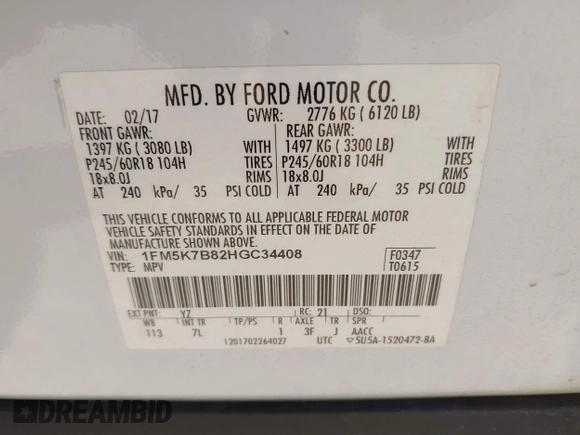 MFD. BY FORD MOTOR CO.
DATE: 02/17 GVWR: 2776 KG ( 6120 LB)
FRONT GAWR: REAR GAWR:
1397 KG ( 3080 LB) WITH 1497 KG ( 3300 LB) WITH
P245/60R18 104H TIRES P245/60R18 104H TIRES
18x8.0J RIMS 18x8.0J RIMS
AT 240 kPa/ 35 PSI COLD AT 240 kPa/ 35 PSI COLD
THIS VEHICLE CONFORMS TO ALL APPLICABLE FEDERAL MOTOR
VEHICLE SAFETY STANDARDS IN EFFECT ON THE DATE OF
MANUFACTURE SHOWN ABOVE.
VIN: 1FM5K7B82HGC34408 F0347
TYPE: MPV T0615
EXT PNT: YZ RC: 21 DSO:
WB INT TR TP/PS R AXLE TR SPR
113 7L 1 3F J AACC
1201702264027 UTC ▽5U5A-1520472-BA
DREAMBID